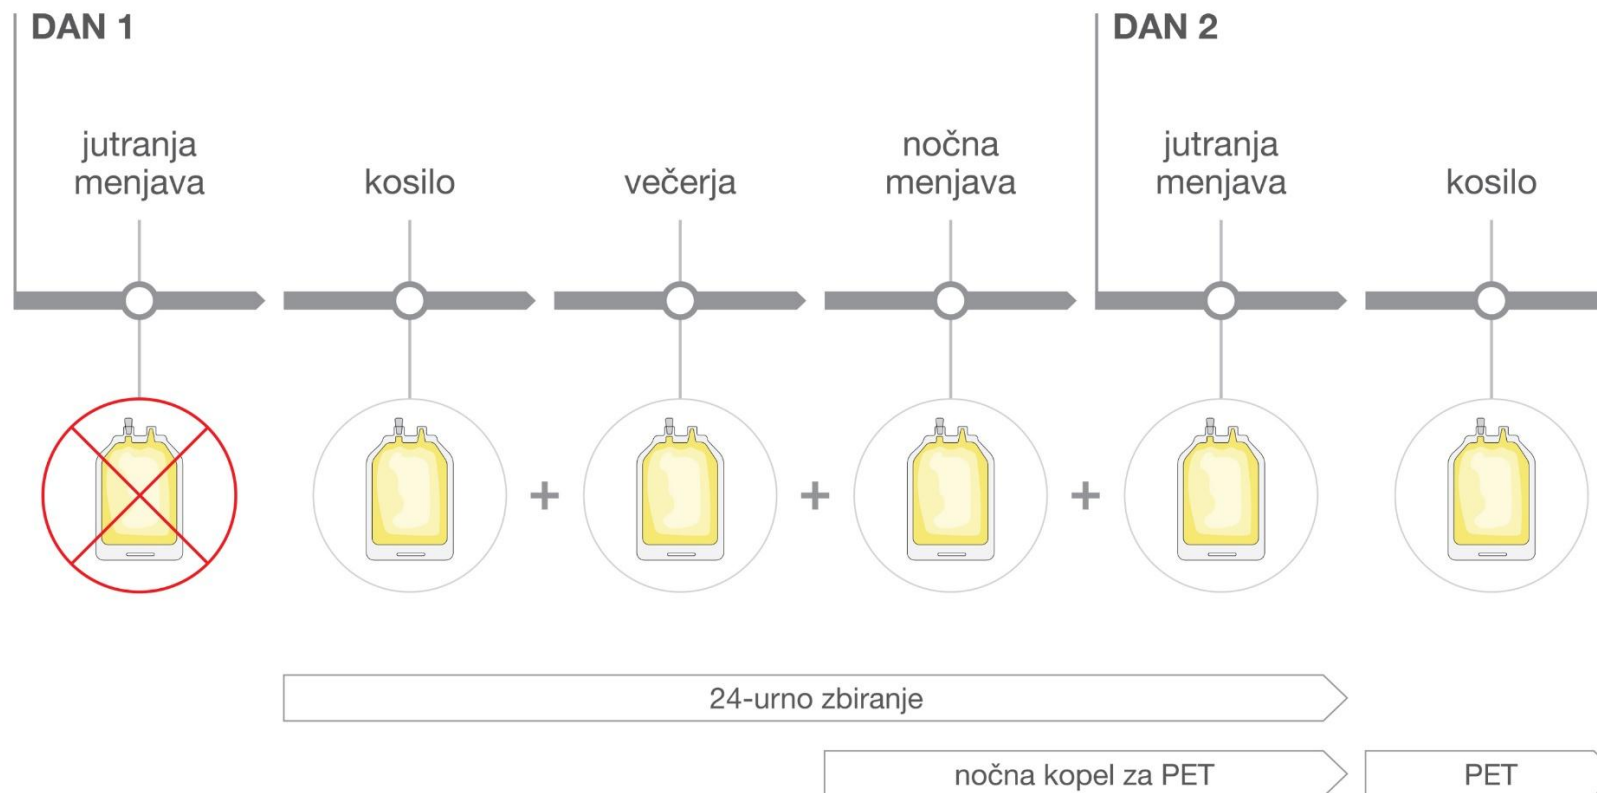 DAN 1
DAN 2
jutranja
menjava
kosilo
večerja
nočna
menjava
jutranja
menjava
kosilo
24-urno zbiranje
nočna kopel za PET
PET